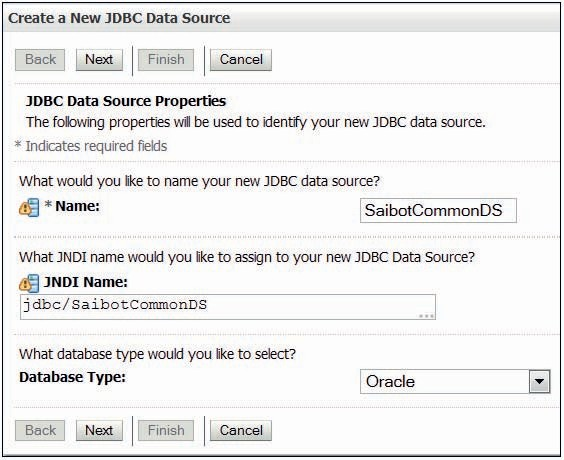 Create a New JDBC Data Source
Back Next Finish Cancel
JDBC Data Source Properties
The following properties will be used to identify your new JDBC data source.
* Indicates required fields
What would you like to name your new JDBC data source?
* Name: SaibotCommonDS
What JNDI name would you like to assign to your new JDBC Data Source?
JNDI Name:
jdbc/SaibotCommonDS
What database type would you like to select?
Database Type: Oracle
Back Next Finish Cancel